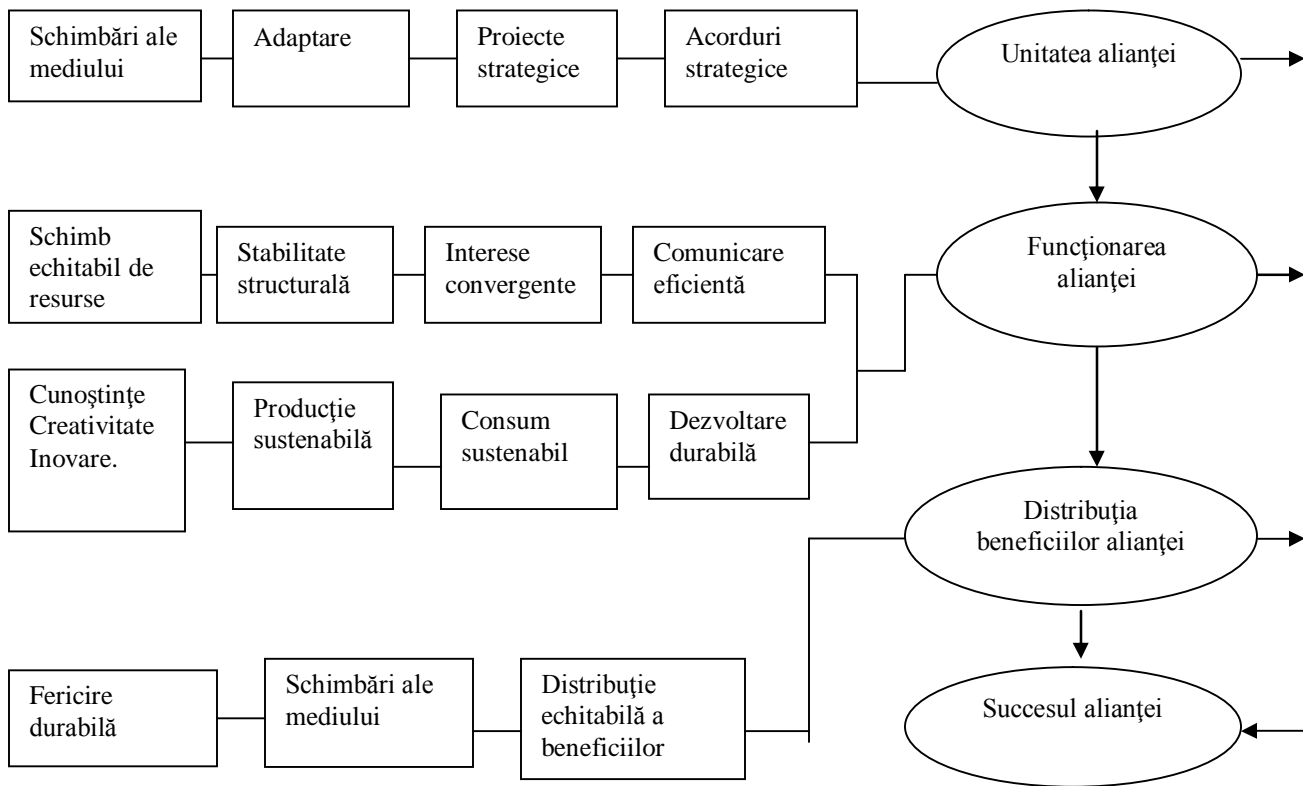 Schimbări ale
mediului
Adaptare
Proiecte
strategice
Acorduri
strategice
Unitatea alianţei
Schimb
echitabil de
resurse
Stabilitate
structurală
Interese
convergente
Comunicare
eficientă
Funcţionarea
alianţei
Cunoştinţe
Creativitate
Inovare.
Producţie
sustenabilă
Consum
sustenabil
Dezvoltare
durabilă
Distribuţia
beneficiilor alianţei
Fericire
durabilă
Schimbări ale
mediului
Distribuţie
echitabilă a
beneficiilor
Succesul alianţei